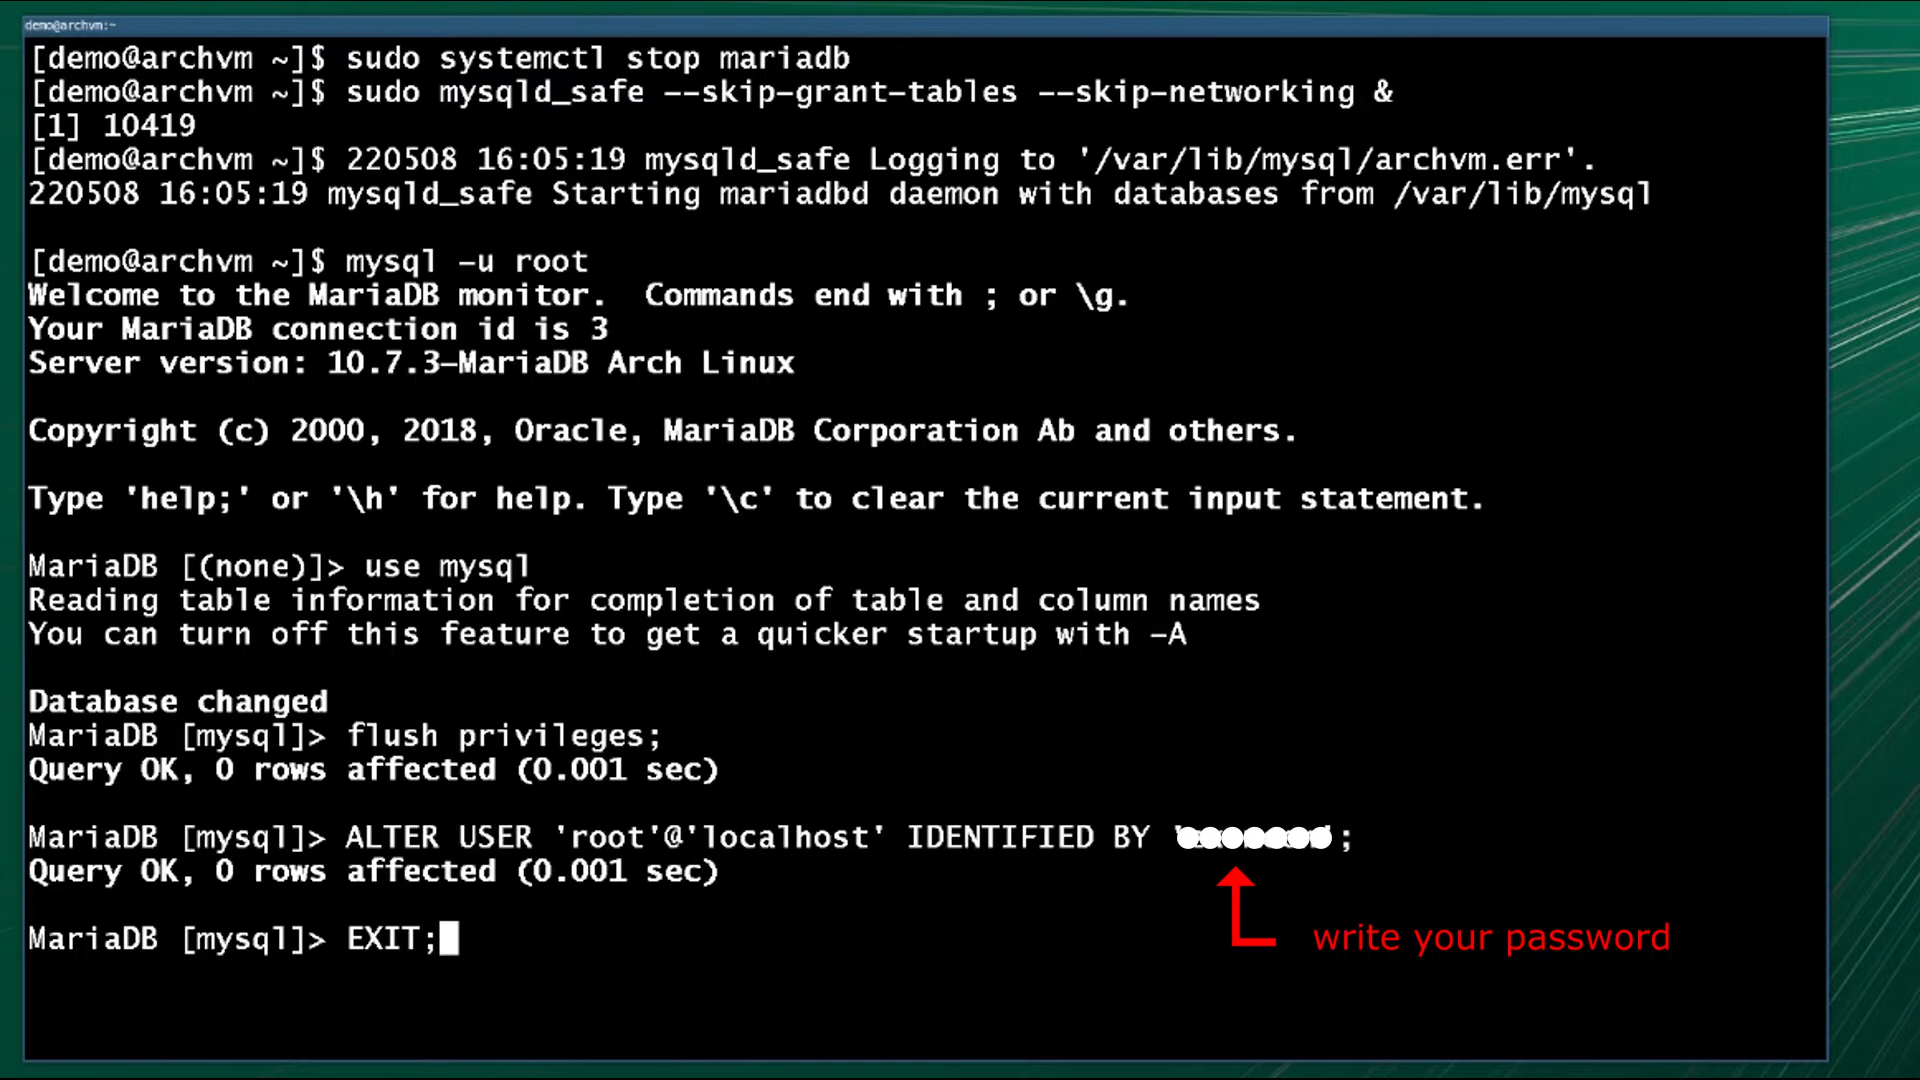 demo@archvm:~
[demo@archvm ~]$ sudo systemctl stop mariadb
[demo@archvm ~]$ sudo mysqld_safe --skip-grant-tables --skip-networking &
[1] 10419
[demo@archvm ~]$ 220508 16:05:19 mysqld_safe Logging to '/var/lib/mysql/archvm.err'.
220508 16:05:19 mysqld_safe Starting mariadbd daemon with databases from /var/lib/mysql
[demo@archvm ~]$ mysql -u root
Welcome to the MariaDB monitor.  Commands end with ; or \g.
Your MariaDB connection id is 3
Server version: 10.7.3-MariaDB Arch Linux
Copyright (c) 2000, 2018, Oracle, MariaDB Corporation Ab and others.
Type 'help;' or '\h' for help. Type '\c' to clear the current input statement.
MariaDB [(none)]> use mysql
Reading table information for completion of table and column names
You can turn off this feature to get a quicker startup with -A
Database changed
MariaDB [mysql]> flush privileges;
Query OK, 0 rows affected (0.001 sec)
MariaDB [mysql]> ALTER USER 'root'@'localhost' IDENTIFIED BY '';
Query OK, 0 rows affected (0.001 sec)
MariaDB [mysql]> EXIT;
write your password